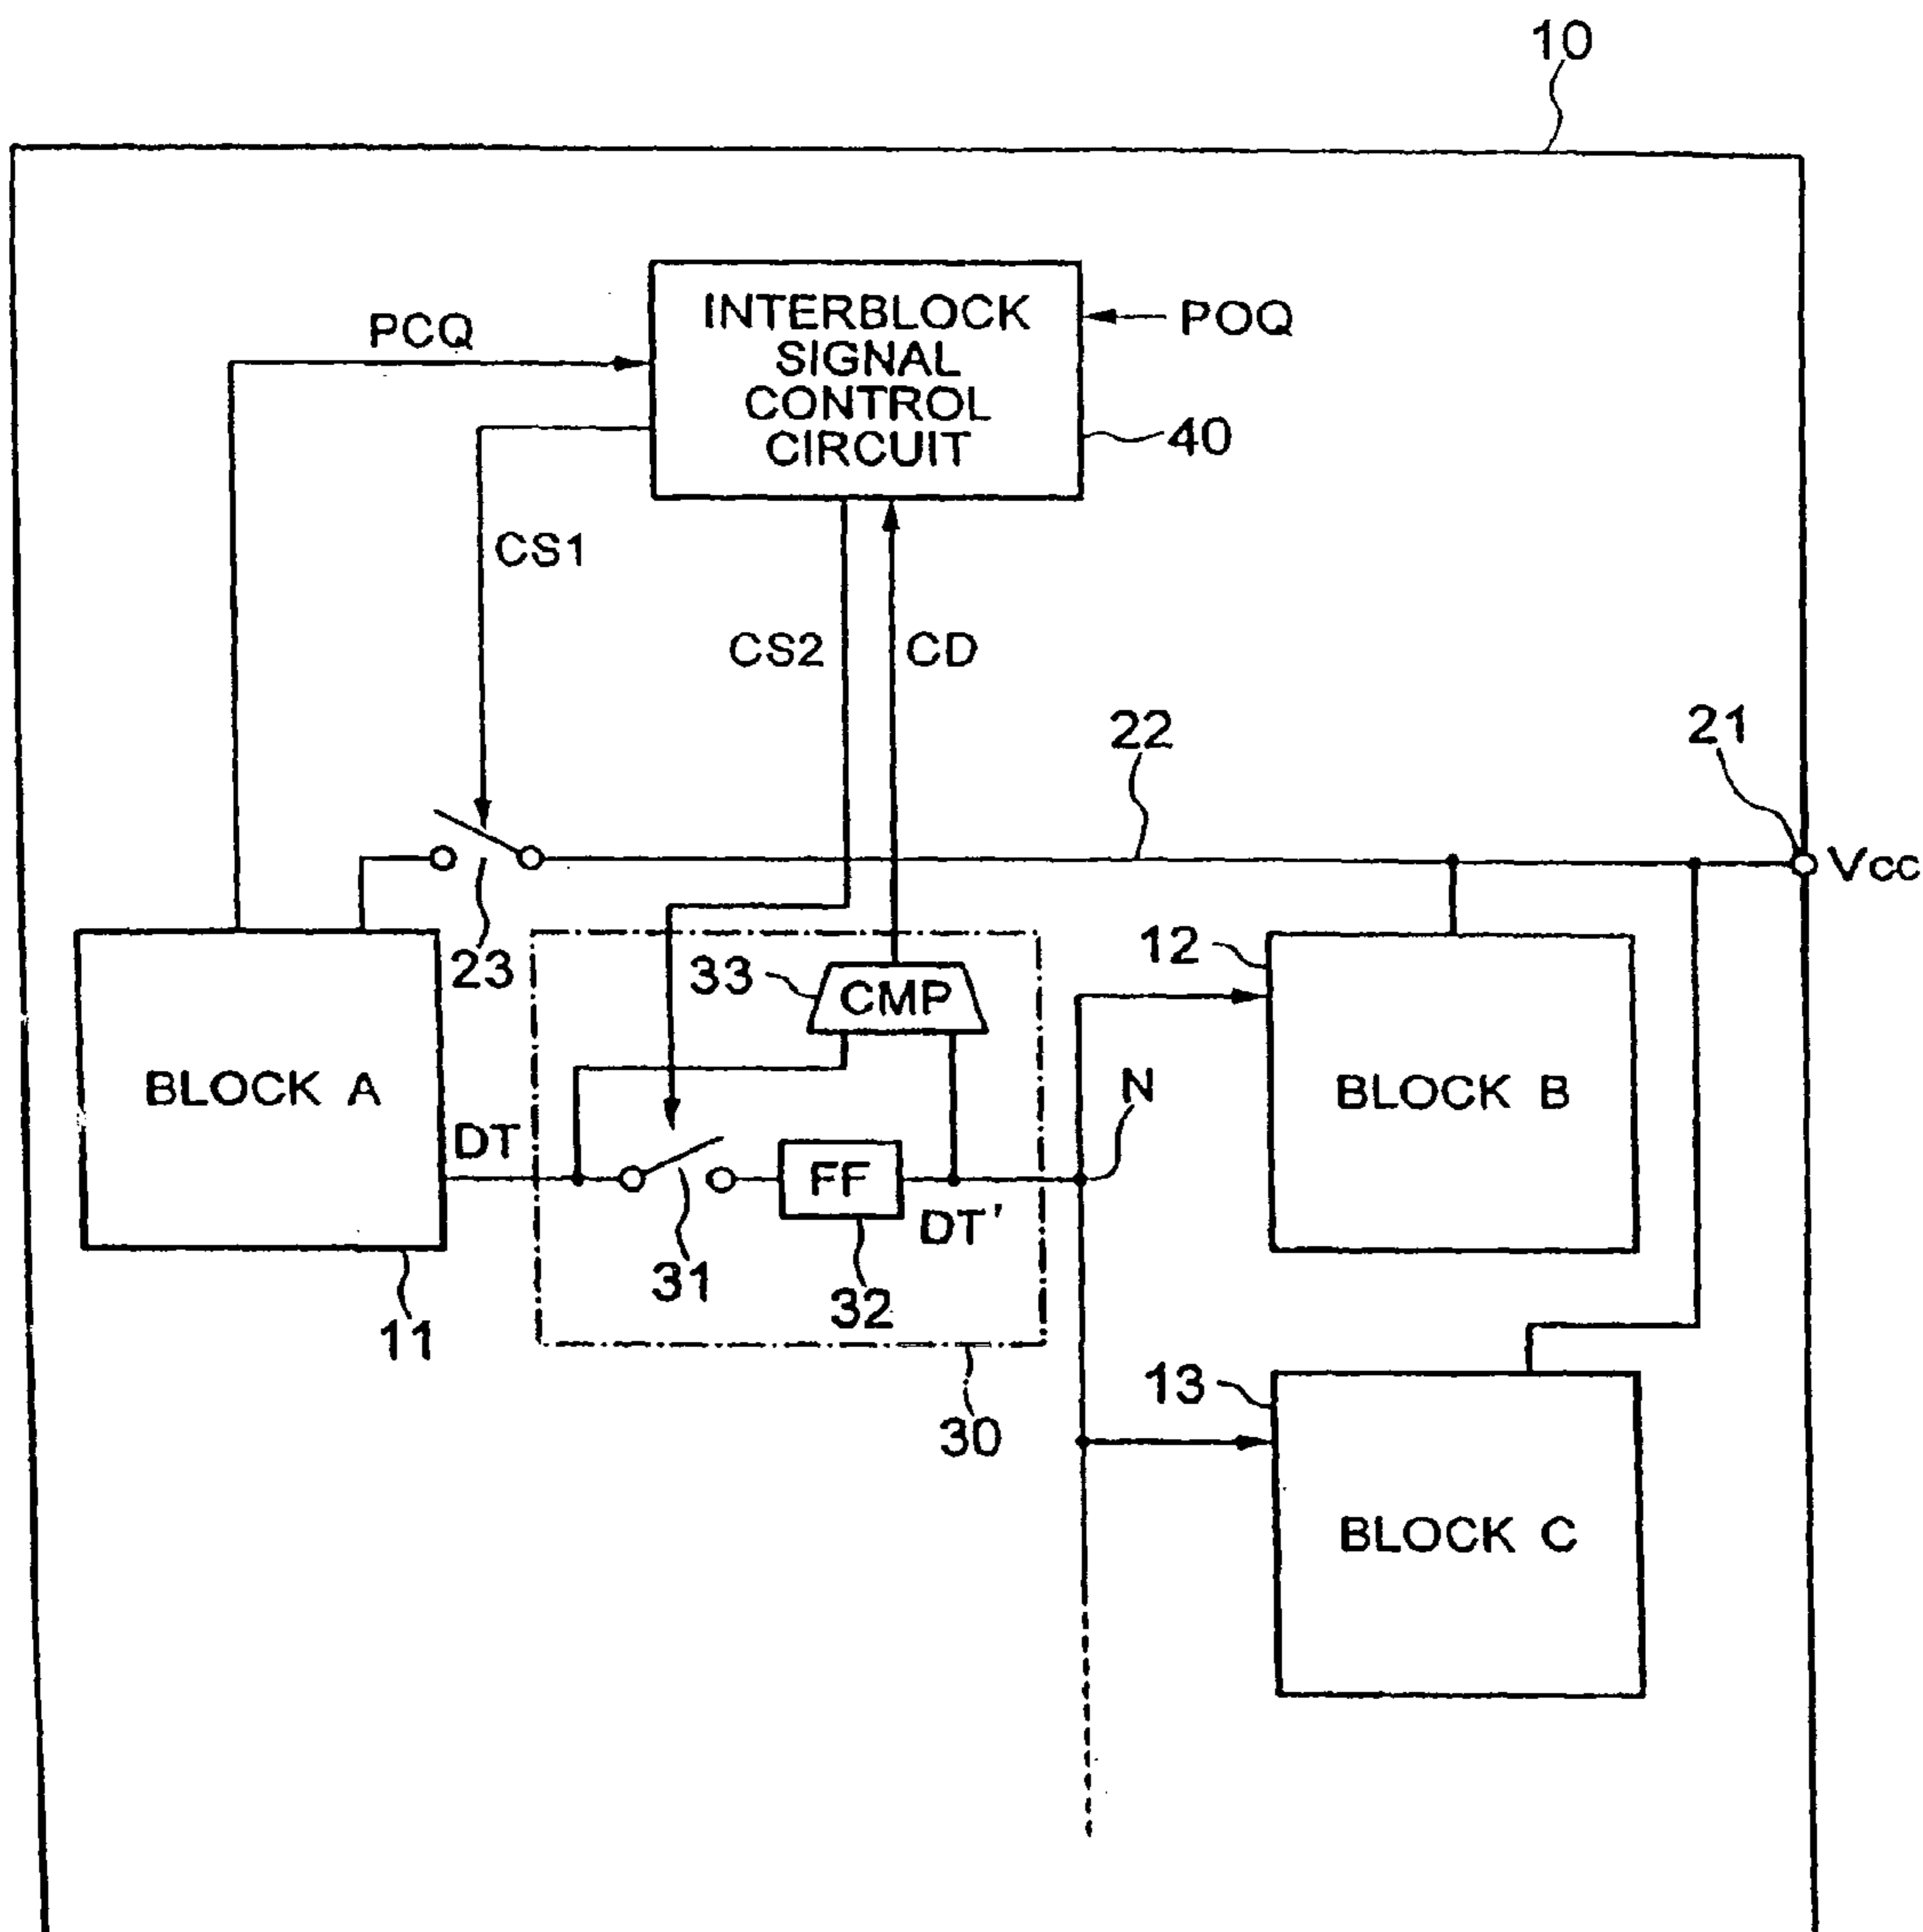 10
INTERBLOCK
SIGNAL
CONTROL
CIRCUIT
PCQ
POQ
40
CS1
CS2
CD
22
21
Vcc
23
33
CMP
12
BLOCK A
DT
N
BLOCK B
FF
DT'
31
32
11
30
13
BLOCK C